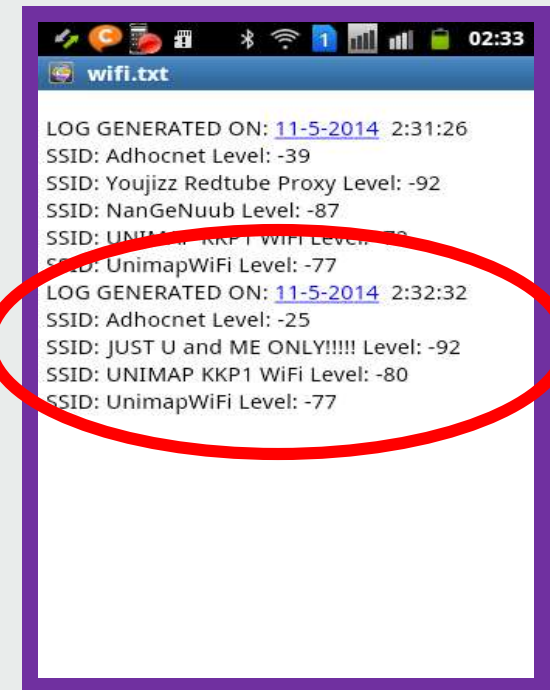 1 02:33
wifi.txt
LOG GENERATED ON: 11-5-2014 2:31:26
SSID: Adhocnet Level: -39
SSID: Youjizz Redtube Proxy Level: -92
SSID: NanGeNuub Level: -87
SSID: UNIMAP KKP1 WiFi Level:
SSID: UnimapWiFi Level: -77
LOG GENERATED ON: 11-5-2014 2:32:32
SSID: Adhocnet Level: -25
SSID: JUST U and ME ONLY!!!!! Level: -92
SSID: UNIMAP KKP1 WiFi Level: -80
SSID: UnimapWiFi Level: -77